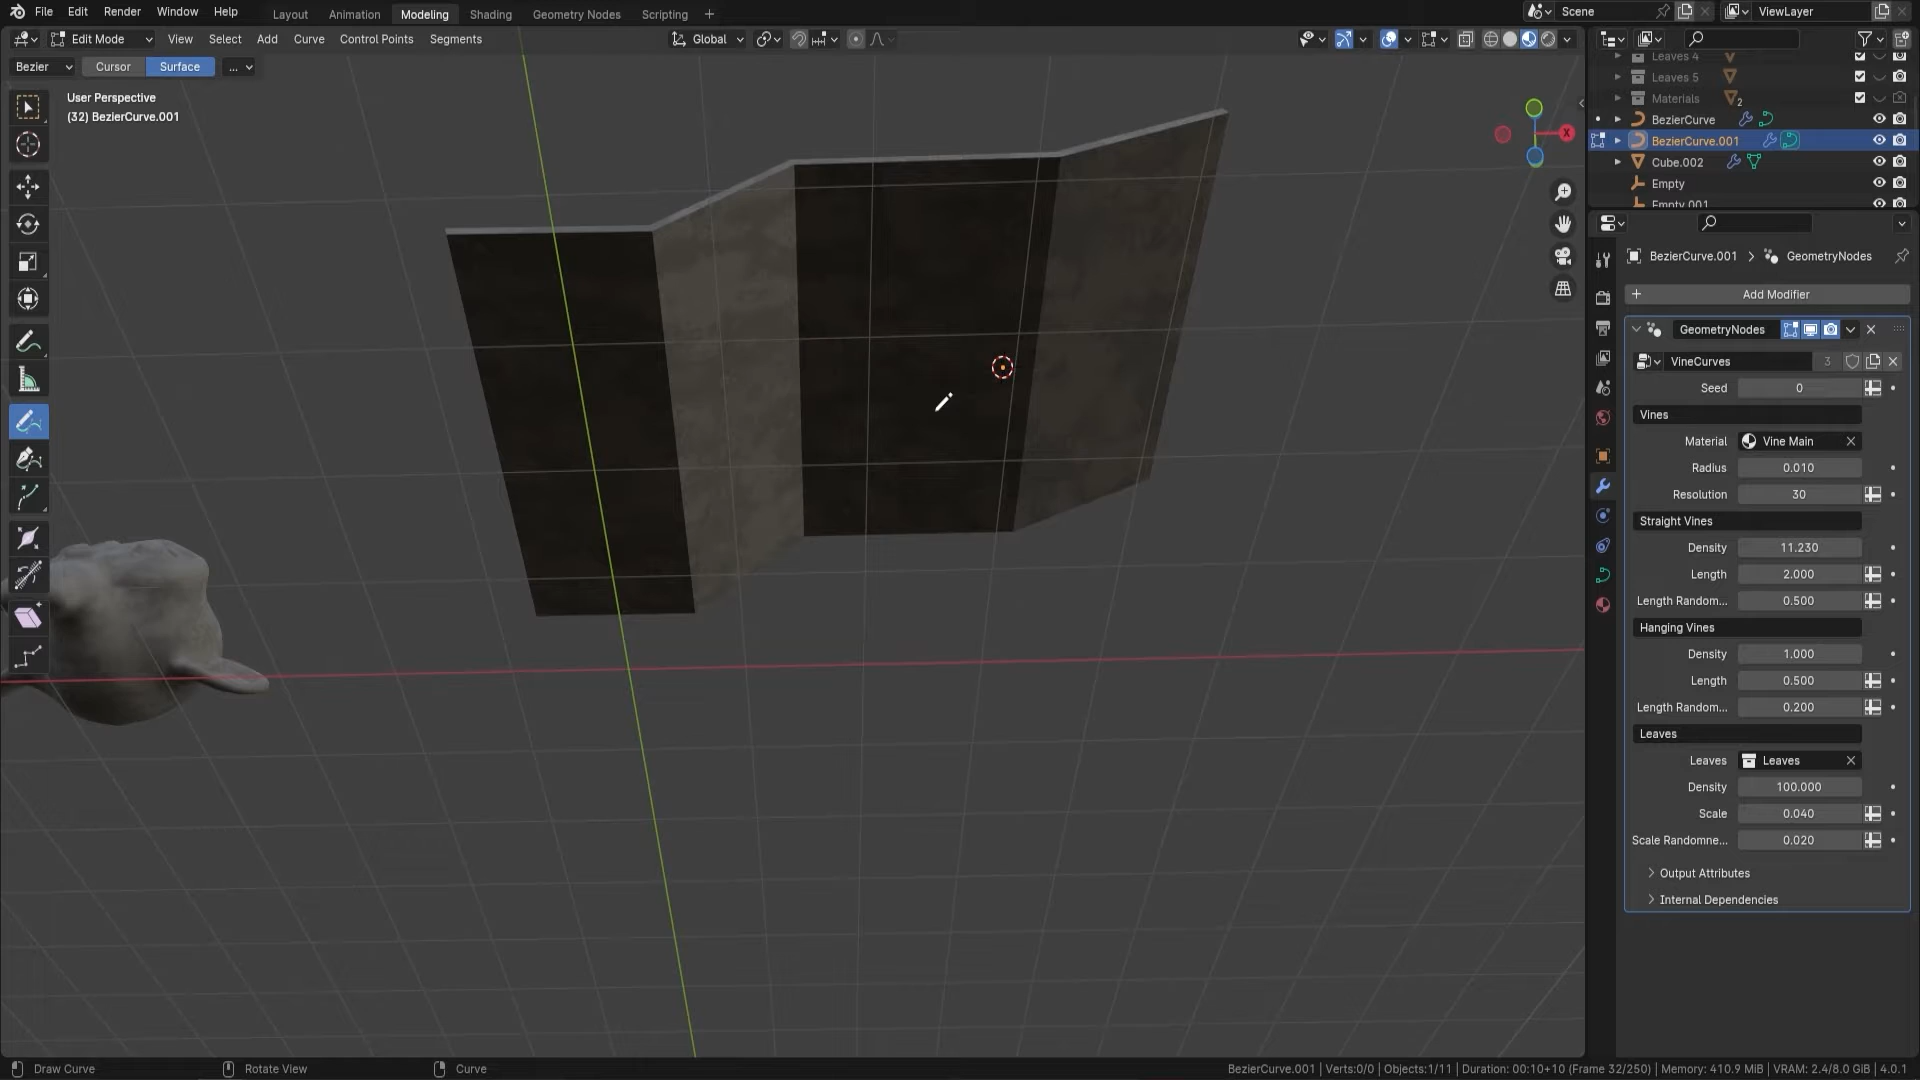 File Edit Render Window Help
Layout Animation Modeling Shading Geometry Nodes Scripting +
Scene
ViewLayer
Edit Mode View Select Add Curve Control Points Segments
Global
Bezier Cursor Surface ...
User Perspective
(32) BezierCurve.001
X
Leaves 4
Leaves 5
Materials 2
BezierCurve
BezierCurve.001
Cube.002
Empty
Empty.001
BezierCurve.001 > GeometryNodes
+ Add Modifier
GeometryNodes
VineCurves 3
Seed 0
Vines
Material Vine Main
Radius 0.010
Resolution 30
Straight Vines
Density 11.230
Length 2.000
Length Random... 0.500
Hanging Vines
Density 1.000
Length 0.500
Length Random... 0.200
Leaves
Leaves Leaves
Density 100.000
Scale 0.040
Scale Randomne... 0.020
Output Attributes
Internal Dependencies
Draw Curve Rotate View Curve
BezierCurve.001 | Verts:0/0 | Objects:1/11 | Duration: 00:10+10 (Frame 32/250) | Memory: 410.9 MiB | VRAM: 2.4/8.0 GiB | 4.0.1